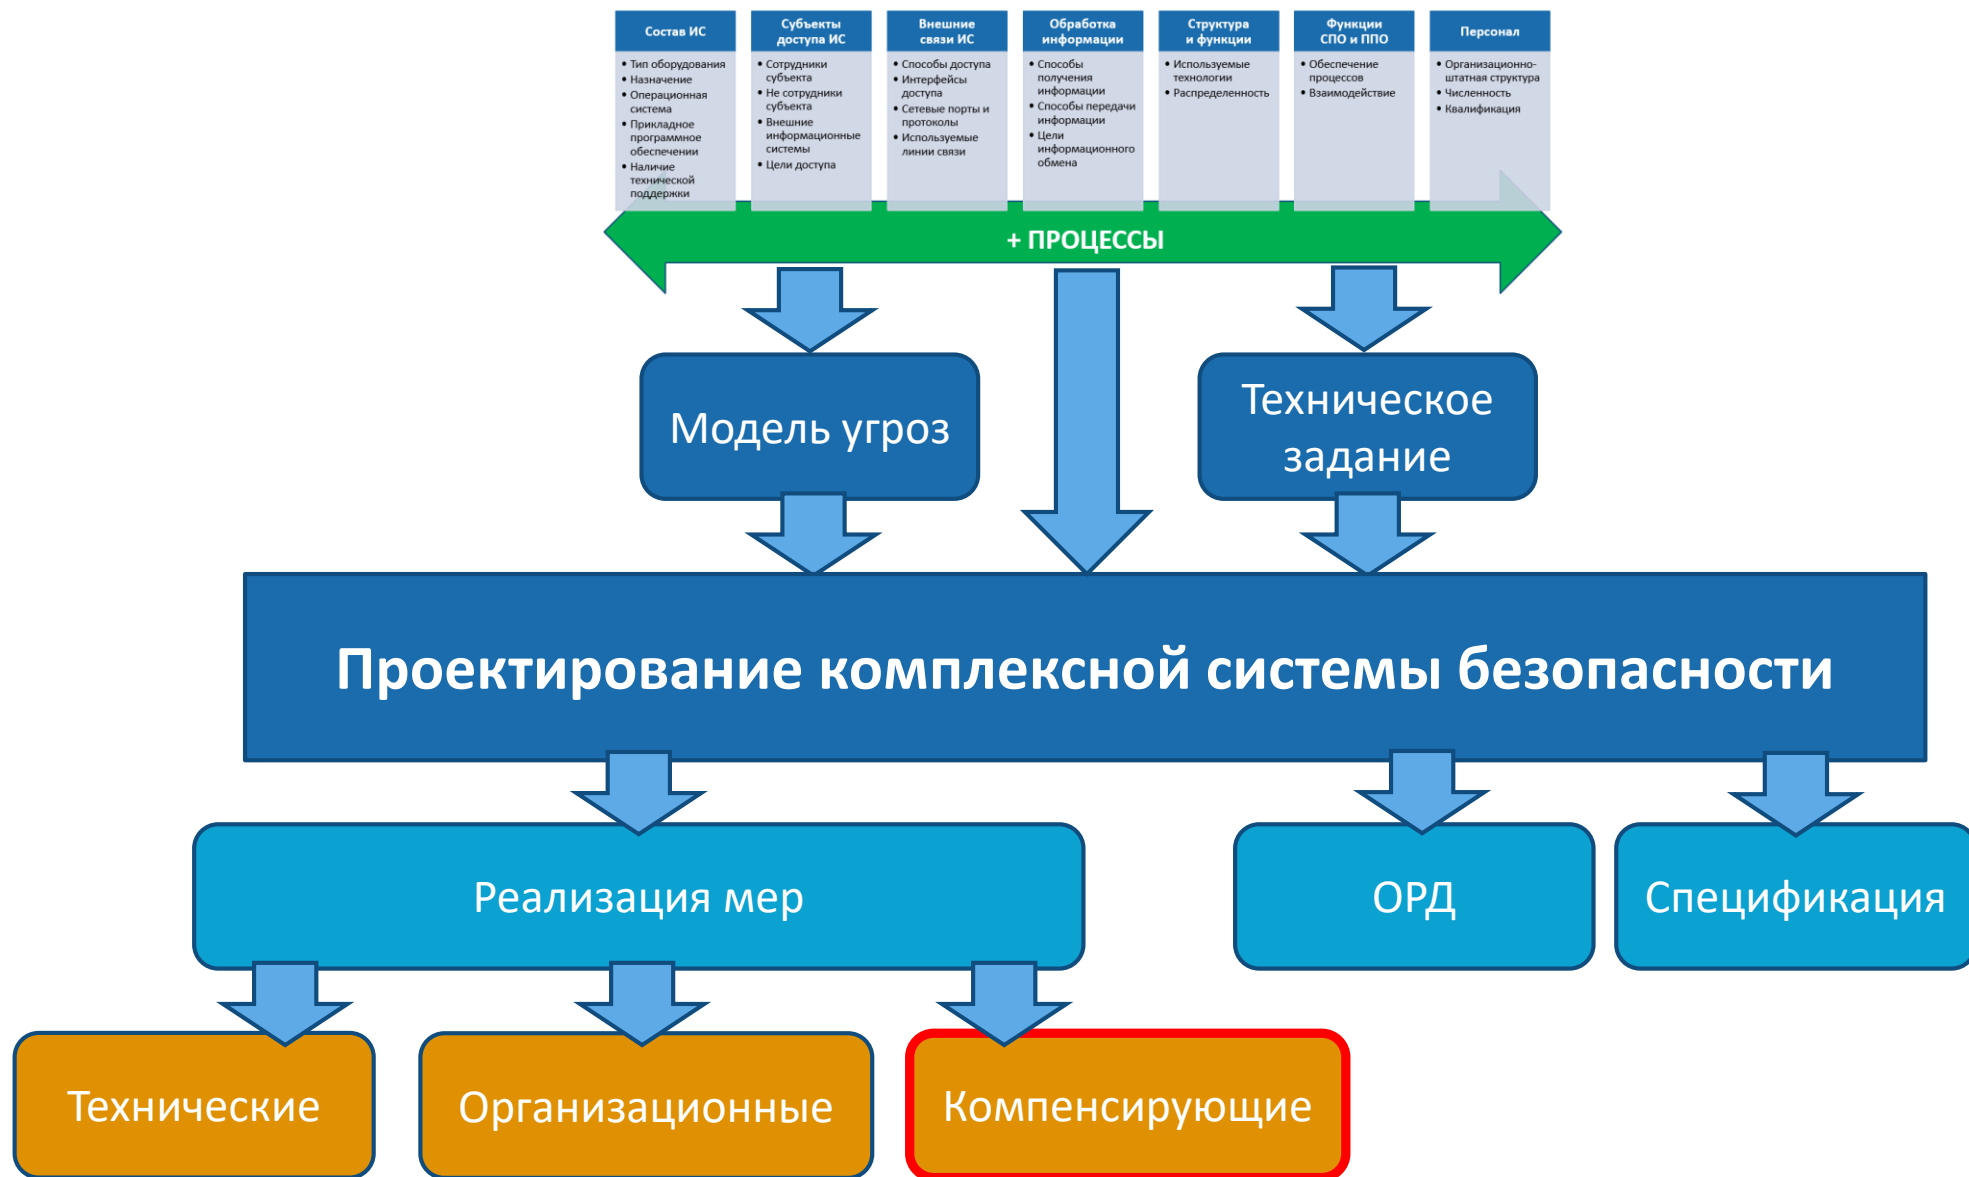 Состав ИС
• Тип оборудования
• Назначение
• Операционная
система
• Прикладное
программное
обеспечении
• Наличие
технической
поддержки
Субъекты
доступа ИС
• Сотрудники
субъекта
• Не сотрудники
субъекта
• Внешние
информационные
системы
• Цели доступа
Внешние
связи ИС
• Способы доступа
• Интерфейсы
доступа
• Сетевые порты и
протоколы
• Используемые
линии связи
Обработка
информации
• Способы
получения
информации
• Способы передачи
информации
• Цели
информационного
обмена
Структура
и функции
• Используемые
технологии
• Распределенность
Функции
СПО и ППО
• Обеспечение
процессов
• Взаимодействие
Персонал
• Организационно-
штатная структура
• Численность
• Квалификация
+ ПРОЦЕССЫ
Модель угроз
Техническое
задание
Проектирование комплексной системы безопасности
Реализация мер
ОРД
Спецификация
Технические
Организационные
Компенсирующие